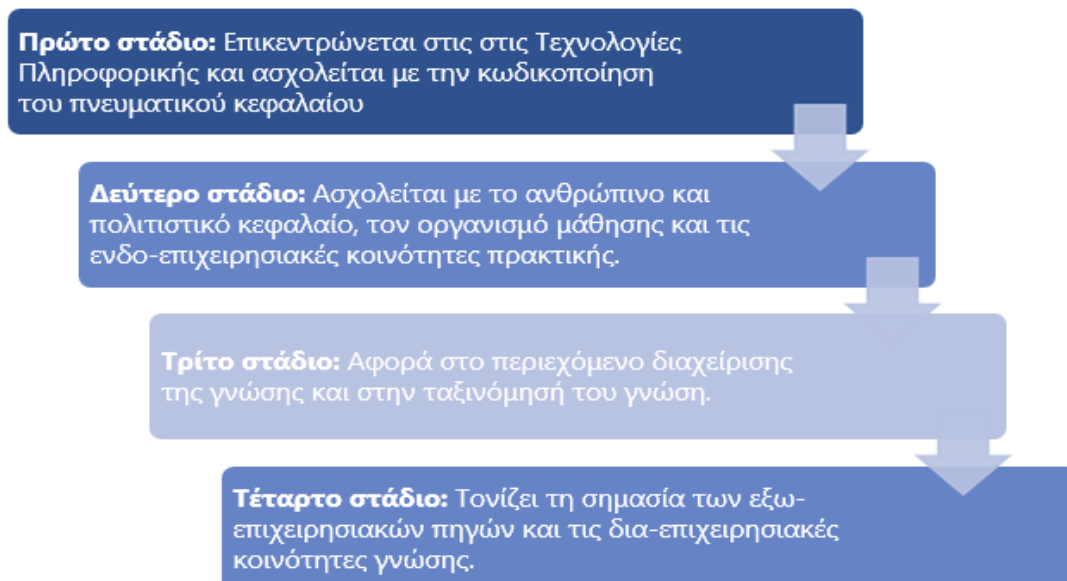 Πρώτο στάδιο: Επικεντρώνεται στις στις Τεχνολογίες
Πληροφορικής και ασχολείται με την κωδικοποίηση
του πνευματικού κεφαλαίου
Δεύτερο στάδιο: Ασχολείται με το ανθρώπινο και
πολιτιστικό κεφαλαίο, τον οργανισμό μάθησης και τις
ενδο-επιχειρησιακές κοινότητες πρακτικής.
Τρίτο στάδιο: Αφορά στο περιεχόμενο διαχείρισης
της γνώσης και στην ταξινόμησή του γνώση.
Τέταρτο στάδιο: Τονίζει τη σημασία των εξω-
επιχειρησιακών πηγών και τις δια-επιχειρησιακές
κοινότητες γνώσης.